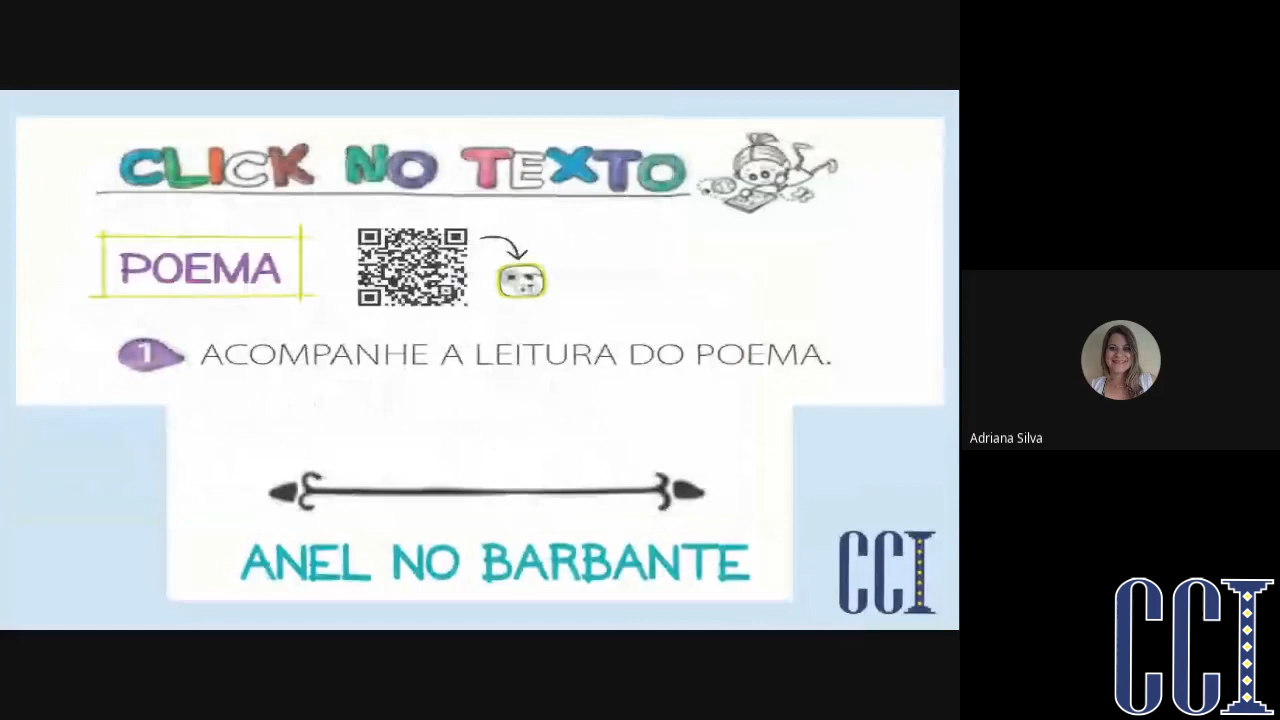 CLICK NO TEXTO
POEMA
1 ACOMPANHE A LEITURA DO POEMA.
ANEL NO BARBANTE
CCI
Adriana Silva
CCI